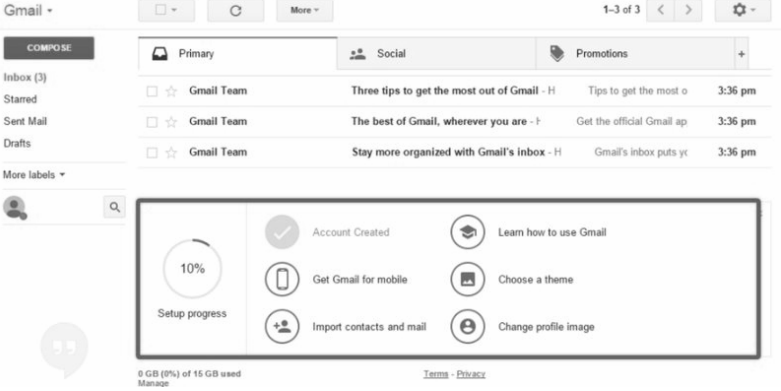 Gmail
More
1–3 of 3
COMPOSE
Primary
Social
Promotions
+
Inbox (3)
Starred
Sent Mail
Drafts
More labels
Gmail Team Three tips to get the most out of Gmail - H Tips to get the most o 3:36 pm
Gmail Team The best of Gmail, wherever you are - H Get the official Gmail ap 3:36 pm
Gmail Team Stay more organized with Gmail's inbox - H Gmail's inbox puts yo 3:36 pm
10%
Setup progress
Account Created
Learn how to use Gmail
Get Gmail for mobile
Choose a theme
Import contacts and mail
Change profile image
0 GB (0%) of 15 GB used
Manage
Terms - Privacy